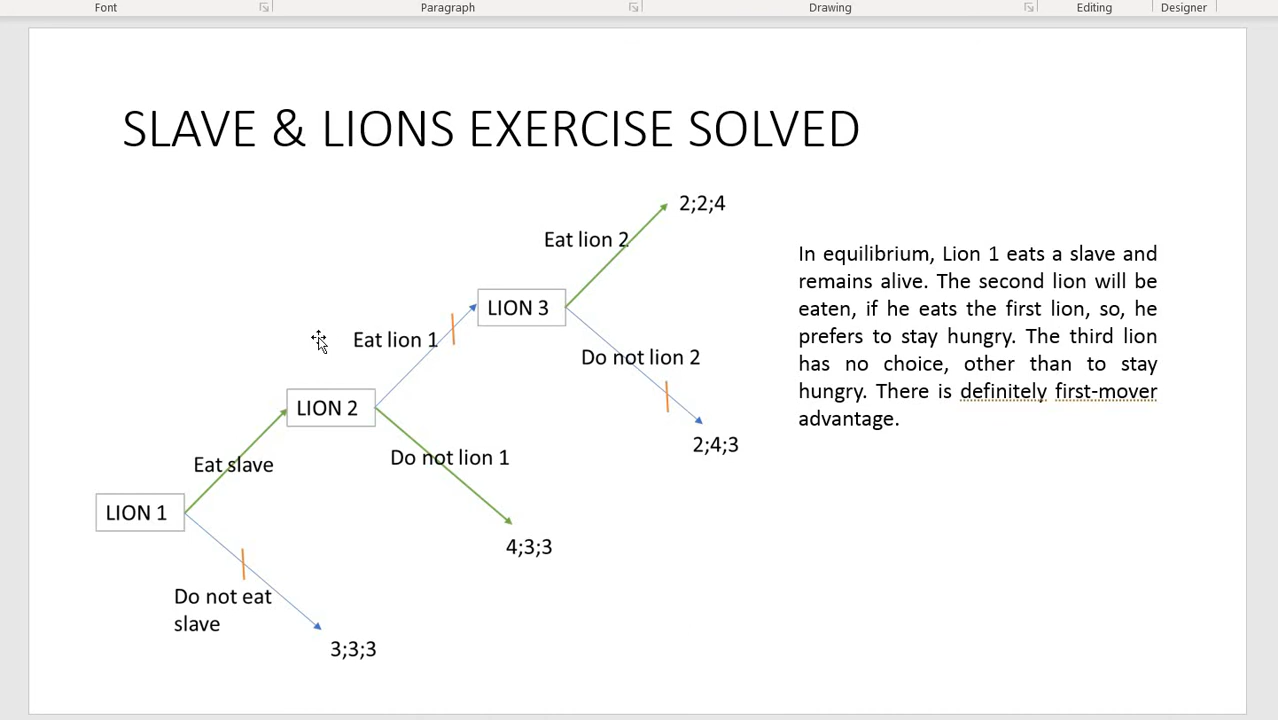 Font
Paragraph
Drawing
Editing
Designer
SLAVE & LIONS EXERCISE SOLVED
2;2;4
Eat lion 2
LION 3
Eat lion 1
Do not lion 2
2;4;3
LION 2
Do not lion 1
Eat slave
LION 1
4;3;3
Do not eat
slave
3;3;3
In equilibrium, Lion 1 eats a slave and
remains alive. The second lion will be
eaten, if he eats the first lion, so, he
prefers to stay hungry. The third lion
has no choice, other than to stay
hungry. There is definitely first-mover
advantage.